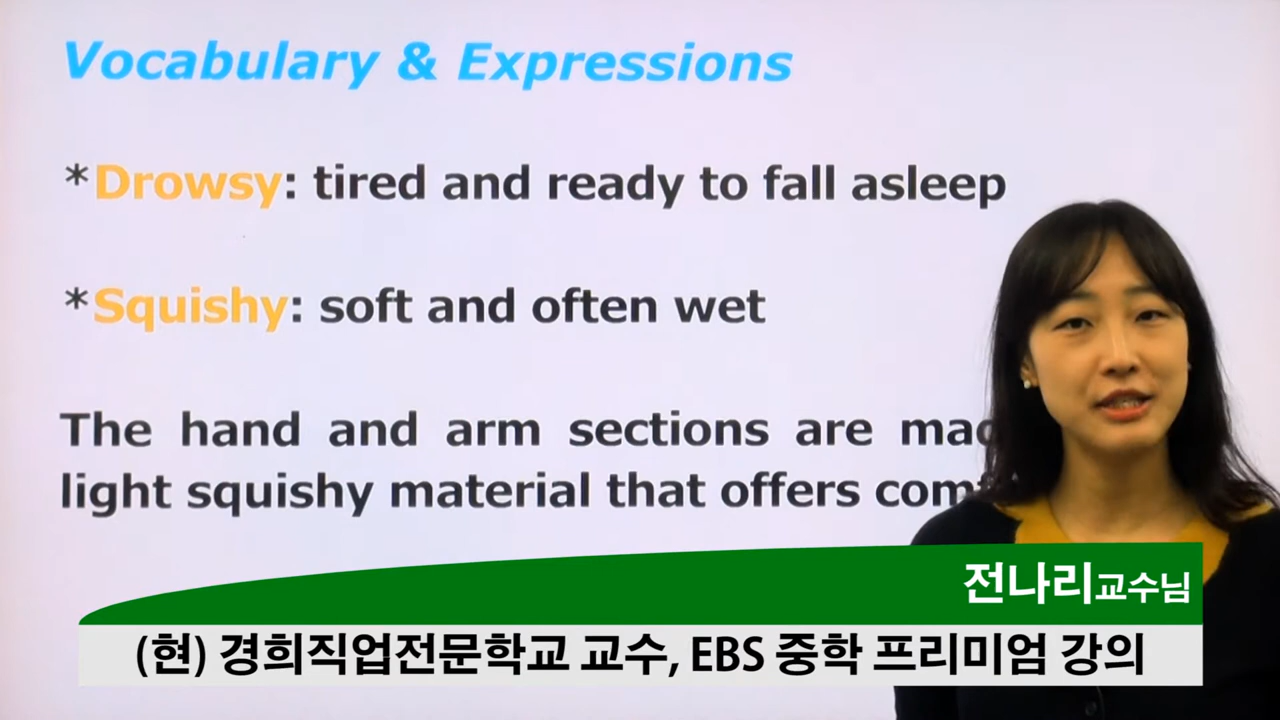 Vocabulary & Expressions
*Drowsy: tired and ready to fall asleep
*Squishy: soft and often wet
The hand and arm sections are
light squishy material that offers
전나리교수님
(현) 경희직업전문학교 교수, EBS 중학 프리미엄 강의